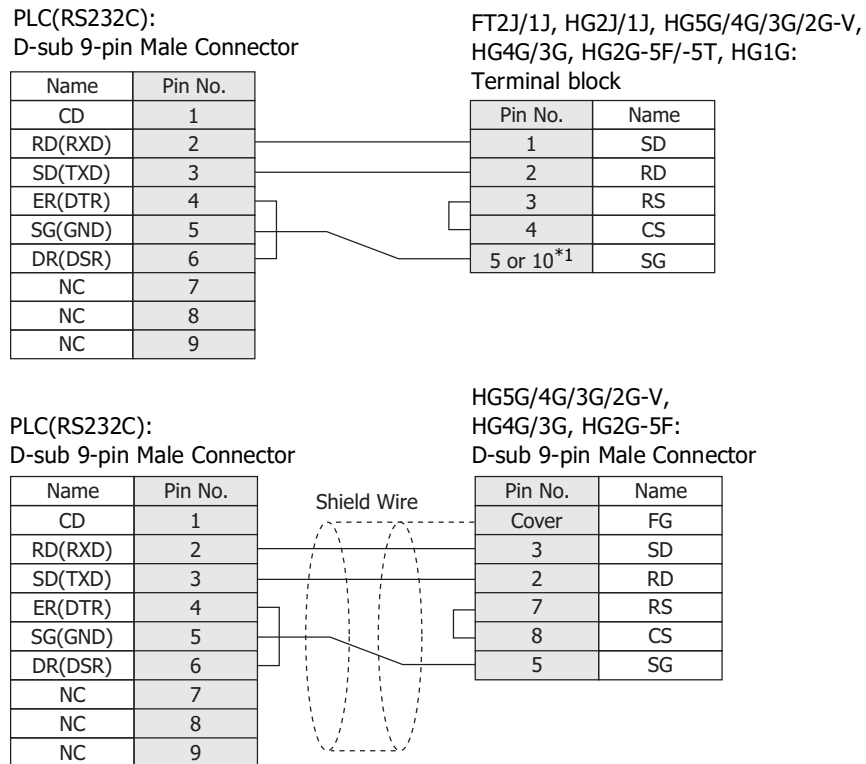 PLC(RS232C):
D-sub 9-pin Male Connector
Name Pin No.
CD 1
RD(RXD) 2
SD(TXD) 3
ER(DTR) 4
SG(GND) 5
DR(DSR) 6
NC 7
NC 8
NC 9
FT2J/1J, HG2J/1J, HG5G/4G/3G/2G-V,
HG4G/3G, HG2G-5F/-5T, HG1G:
Terminal block
Pin No. Name
1 SD
2 RD
3 RS
4 CS
5 or 10*1 SG
PLC(RS232C):
D-sub 9-pin Male Connector
Name Pin No.
CD 1
RD(RXD) 2
SD(TXD) 3
ER(DTR) 4
SG(GND) 5
DR(DSR) 6
NC 7
NC 8
NC 9
Shield Wire
HG5G/4G/3G/2G-V,
HG4G/3G, HG2G-5F:
D-sub 9-pin Male Connector
Pin No. Name
Cover FG
3 SD
2 RD
7 RS
8 CS
5 SG